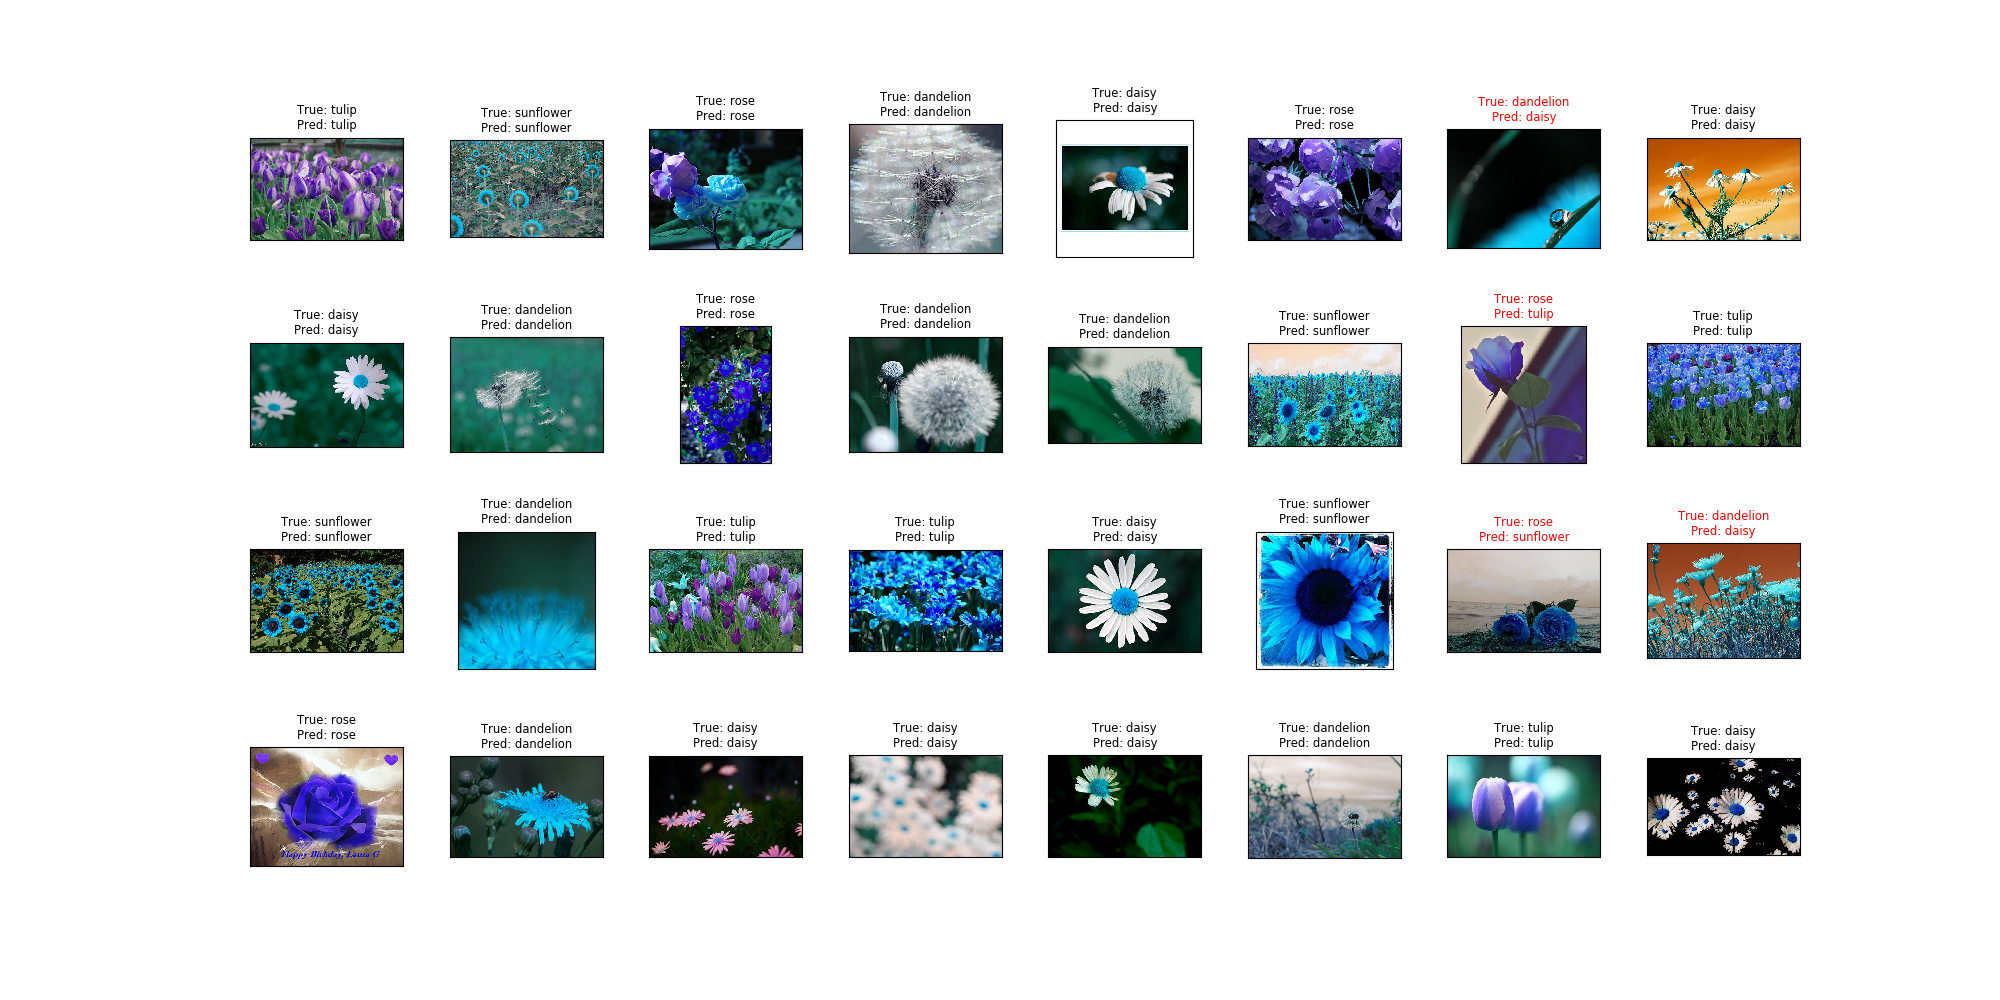 True: tulip
Pred: tulip
True: sunflower
Pred: sunflower
True: rose
Pred: rose
True: dandelion
Pred: dandelion
True: daisy
Pred: daisy
True: rose
Pred: rose
True: dandelion
Pred: daisy
True: daisy
Pred: daisy
True: daisy
Pred: daisy
True: dandelion
Pred: dandelion
True: rose
Pred: rose
True: dandelion
Pred: dandelion
True: dandelion
Pred: dandelion
True: sunflower
Pred: sunflower
True: rose
Pred: tulip
True: tulip
Pred: tulip
True: sunflower
Pred: sunflower
True: dandelion
Pred: dandelion
True: tulip
Pred: tulip
True: tulip
Pred: tulip
True: daisy
Pred: daisy
True: sunflower
Pred: sunflower
True: rose
Pred: sunflower
True: dandelion
Pred: daisy
True: rose
Pred: rose
Happy Birthday, Laura G
True: dandelion
Pred: dandelion
True: daisy
Pred: daisy
True: daisy
Pred: daisy
True: daisy
Pred: daisy
True: dandelion
Pred: dandelion
True: tulip
Pred: tulip
True: daisy
Pred: daisy